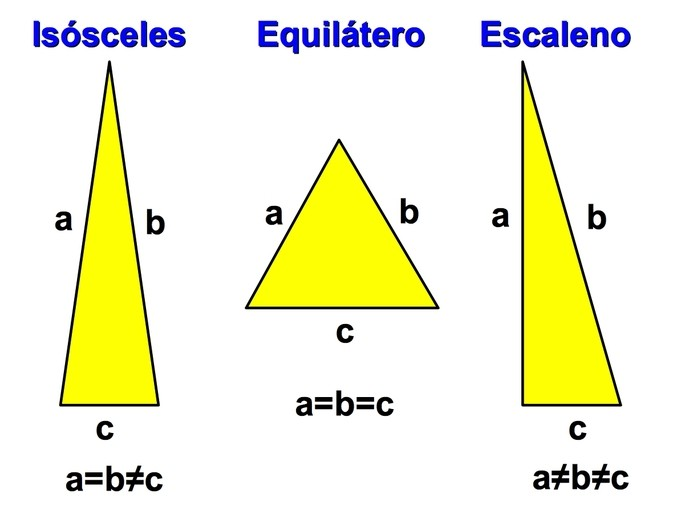 Isósceles
a
b
c
a=b≠c
Equilátero
a
b
c
a=b=c
Escaleno
a
b
c
a≠b≠c